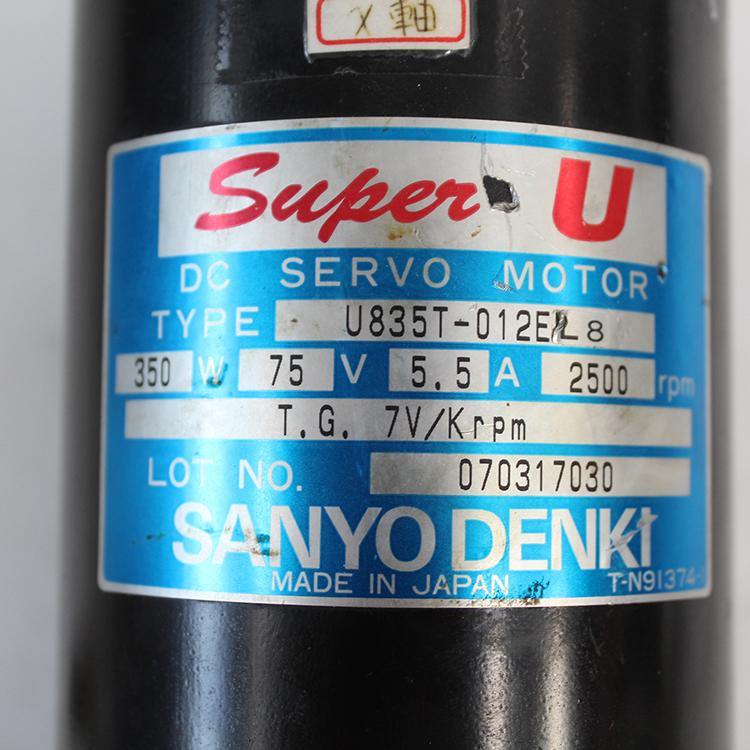 X軸
Super U
DC SERVO MOTOR
TYPE U835T-012EL8
350 W 75 V 5.5 A 2500 rpm
T.G. 7V/Krpm
LOT NO. 070317030
SANYO DENKI
MADE IN JAPAN T-N91374-